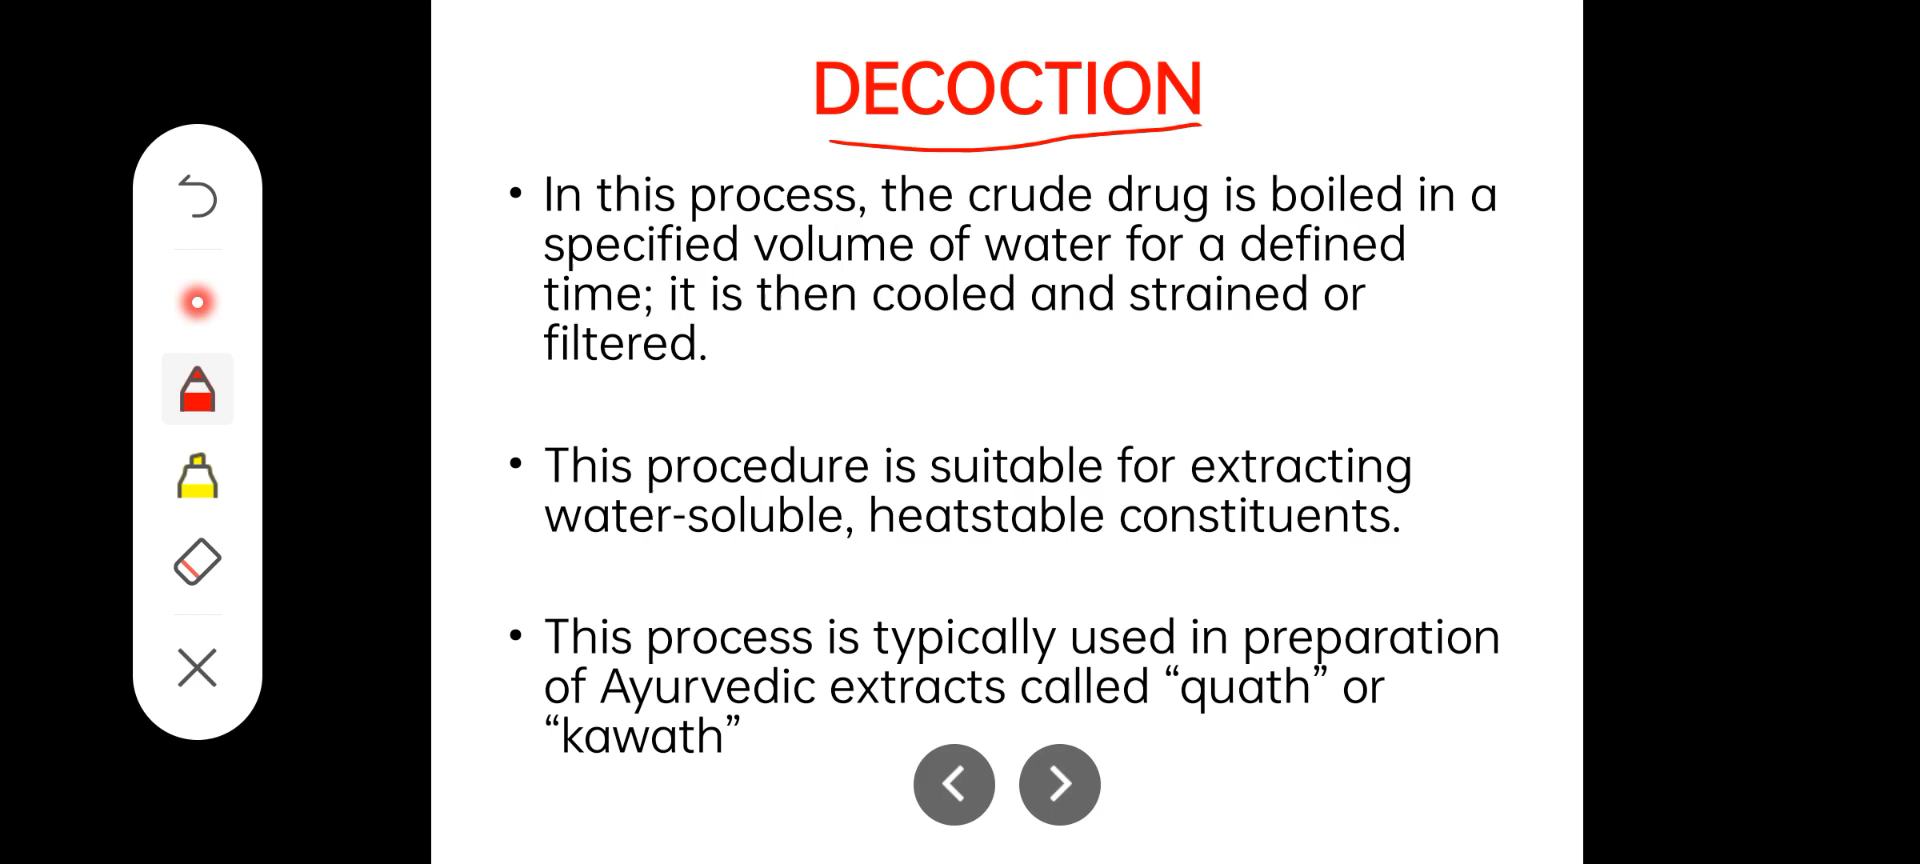 DECOCTION
• In this process, the crude drug is boiled in a
specified volume of water for a defined
time; it is then cooled and strained or
filtered.
• This procedure is suitable for extracting
water-soluble, heatstable constituents.
• This process is typically used in preparation
of Ayurvedic extracts called “quath” or
“kawath”